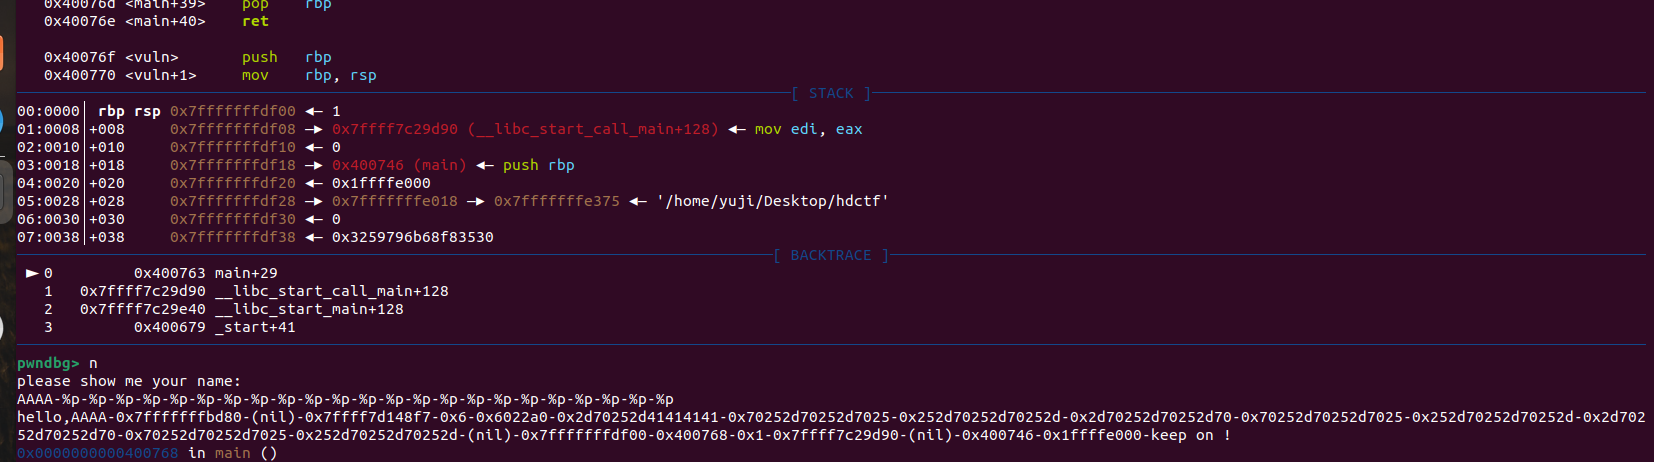 0x40076d <main+39> pop rbp
0x40076e <main+40> ret
0x40076f <vuln> push rbp
0x400770 <vuln+1> mov rbp, rsp
[ STACK ]
00:0000│ rbp rsp 0x7fffffffdf00 ◂— 1
01:0008│+008 0x7fffffffdf08 —▸ 0x7ffff7c29d90 (__libc_start_call_main+128) ◂— mov edi, eax
02:0010│+010 0x7fffffffdf10 ◂— 0
03:0018│+018 0x7fffffffdf18 —▸ 0x400746 (main) ◂— push rbp
04:0020│+020 0x7fffffffdf20 ◂— 0x1ffffe000
05:0028│+028 0x7fffffffdf28 —▸ 0x7fffffffe018 —▸ 0x7fffffffe375 ◂— '/home/yuji/Desktop/hdctf'
06:0030│+030 0x7fffffffdf30 ◂— 0
07:0038│+038 0x7fffffffdf38 ◂— 0x3259796b68f83530
[ BACKTRACE ]
► 0 0x400763 main+29
1 0x7ffff7c29d90 __libc_start_call_main+128
2 0x7ffff7c29e40 __libc_start_main+128
3 0x400679 _start+41
pwndbg> n
please show me your name:
AAAA-%p-%p-%p-%p-%p-%p-%p-%p-%p-%p-%p-%p-%p-%p-%p-%p-%p-%p-%p-%p-%p-%p
hello,AAAA-0x7fffffffbd80-(nil)-0x7ffff7d148f7-0x6-0x6022a0-0x2d70252d41414141-0x70252d70252d7025-0x252d70252d70252d-0x2d70252d70252d70-0x70252d70252d7025-0x252d70252d70252d-0x2d702
52d70252d70-0x70252d70252d7025-0x252d70252d70252d-(nil)-0x7fffffffdf00-0x400768-0x1-0x7ffff7c29d90-(nil)-0x400746-0x1ffffe000-keep on !
0x0000000000400768 in main ()